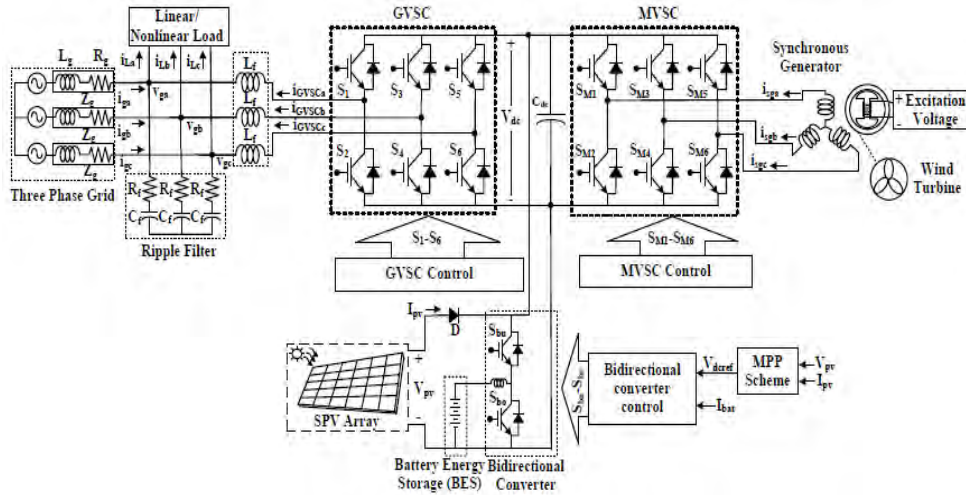 Linear/
Nonlinear Load
GVSC
MVSC
Synchronous
Generator
Lg Rg
iLa iLb iLc
Lf
Lf
Lf
iGVSCa
iGVSCb
iGVSCc
S1 S3 S5
S2 S4 S6
Vdc
Cdc
+
-
SM1 SM3 SM5
SM2 SM4 SM6
isga
isgb
isgc
+ Excitation
- Voltage
Wind
Turbine
vga
vgb
vgc
Zg
Zg
Zg
iga
igb
igc
Three Phase Grid
Rf Rf Rf
Cf Cf Cf
Ripple Filter
S1-S6
GVSC Control
SM1-SM6
MVSC Control
Ipv
D
+
Vpv
-
SPV Array
Sbu
Sbo
Battery Energy
Storage (BES)
Bidirectional
Converter
Bidirectional
converter
control
Vdcref
Ibat
MPP
Scheme
Vpv
Ipv